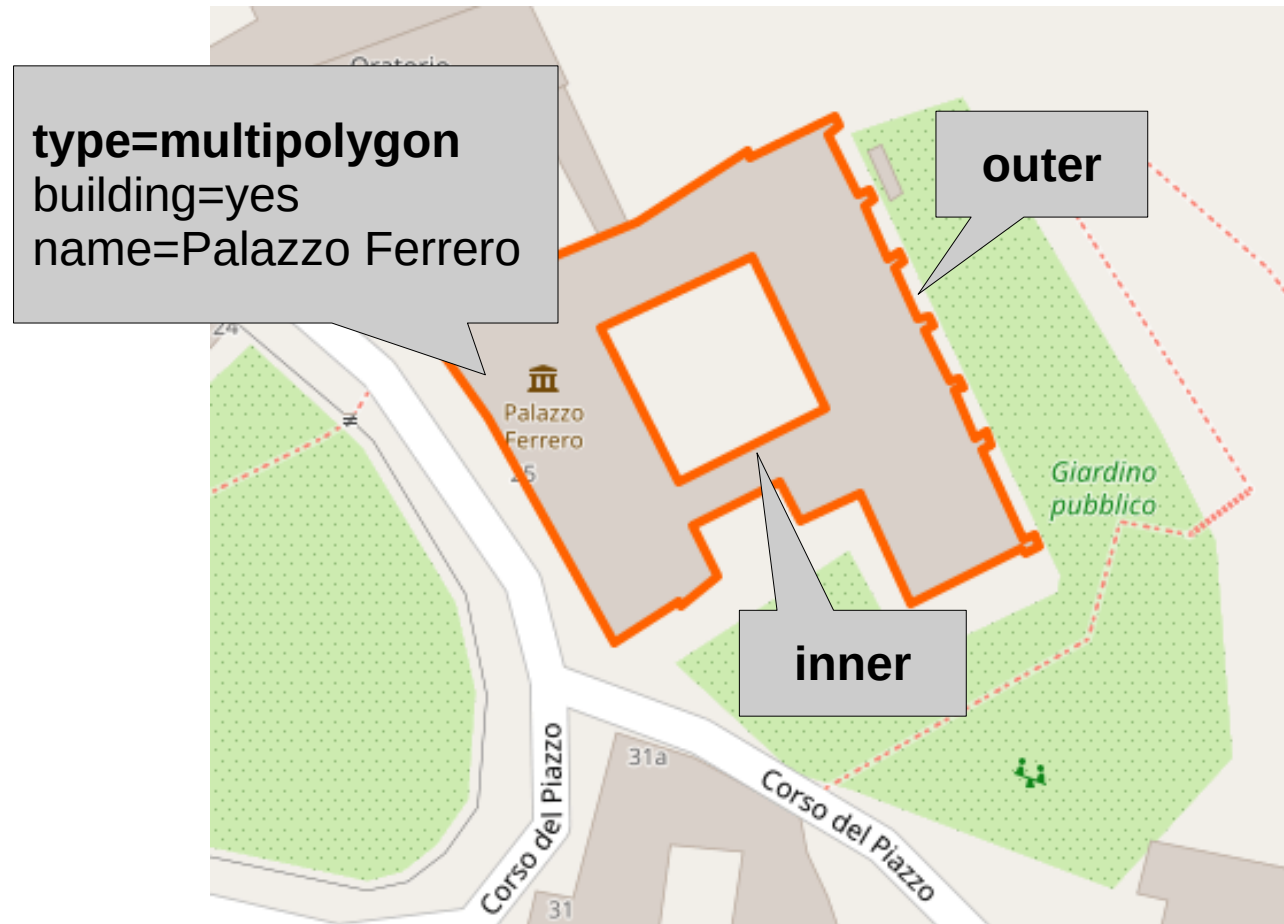 Oratorio
type=multipolygon
building=yes
name=Palazzo Ferrero
outer
24
Palazzo
Ferrero
25
Giardino
pubblico
inner
31a
Corso del Piazzo
Corso del Piazzo
31